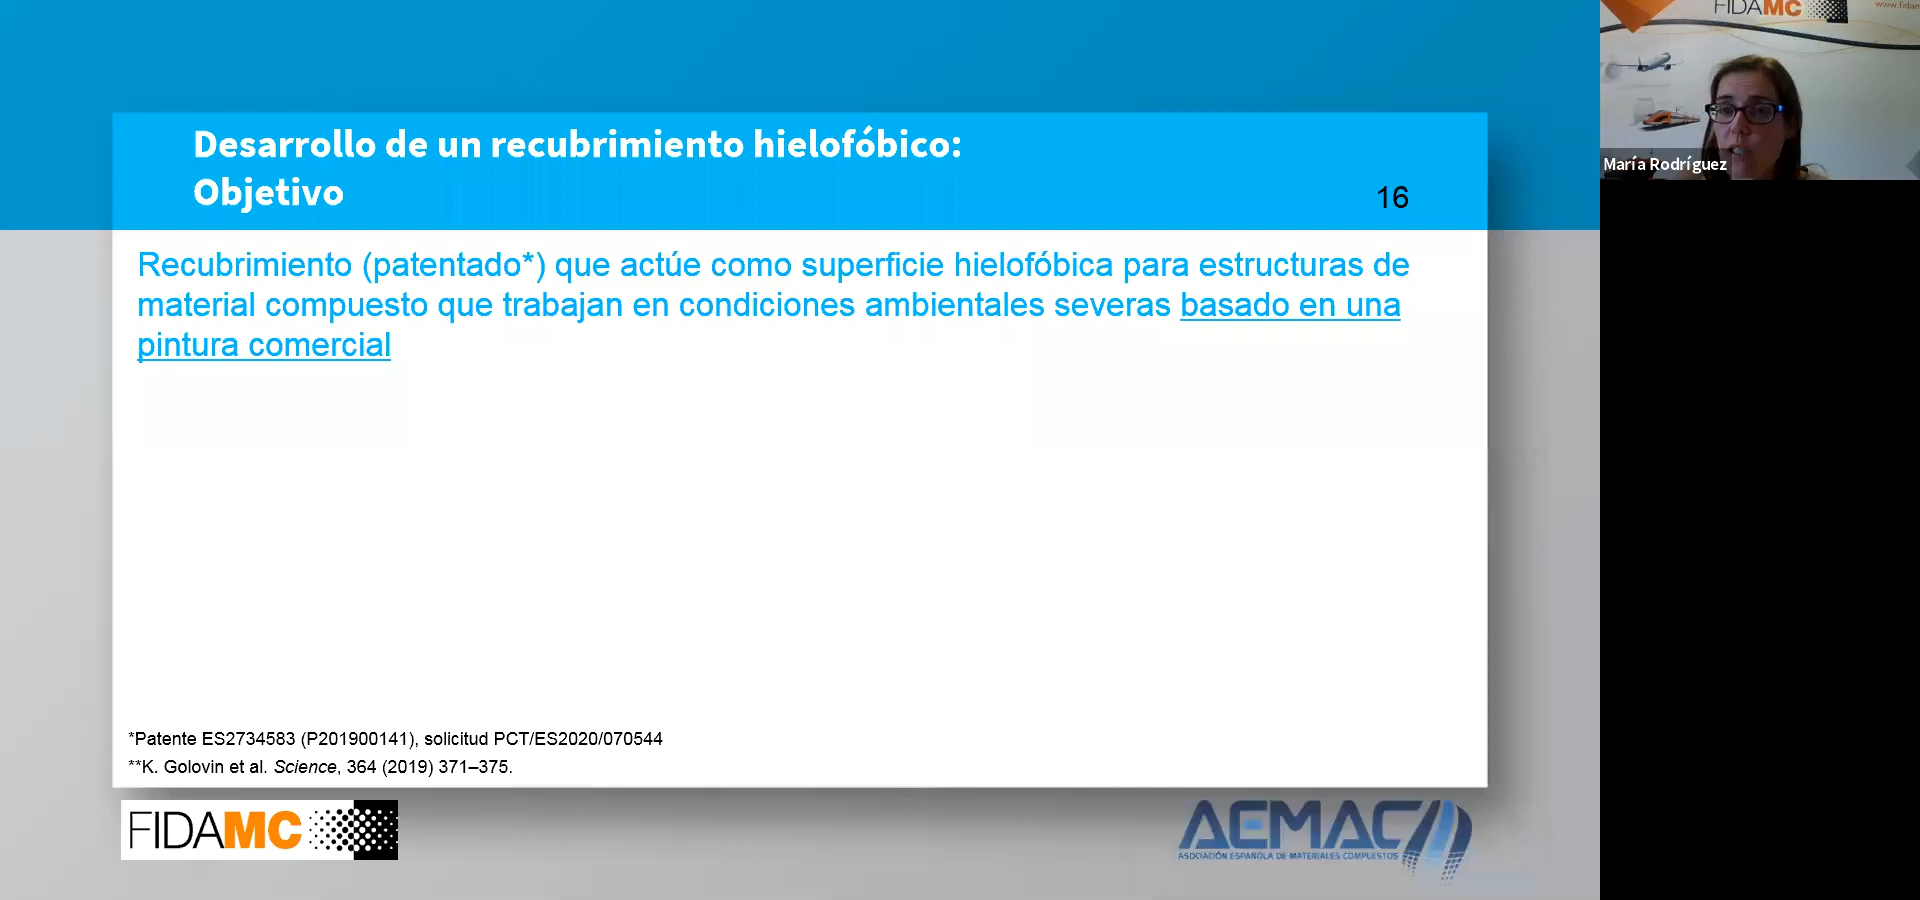 Desarrollo de un recubrimiento hielofóbico:
Objetivo
16
Recubrimiento (patentado*) que actúe como superficie hielofóbica para estructuras de
material compuesto que trabajan en condiciones ambientales severas basado en una
pintura comercial
*Patente ES2734583 (P201900141), solicitud PCT/ES2020/070544
**K. Golovin et al. Science, 364 (2019) 371–375.
FIDAMC
AEMAC
ASOCIACIÓN ESPAÑOLA DE MATERIALES COMPUESTOS
FIDAMC
www.fidam
María Rodríguez